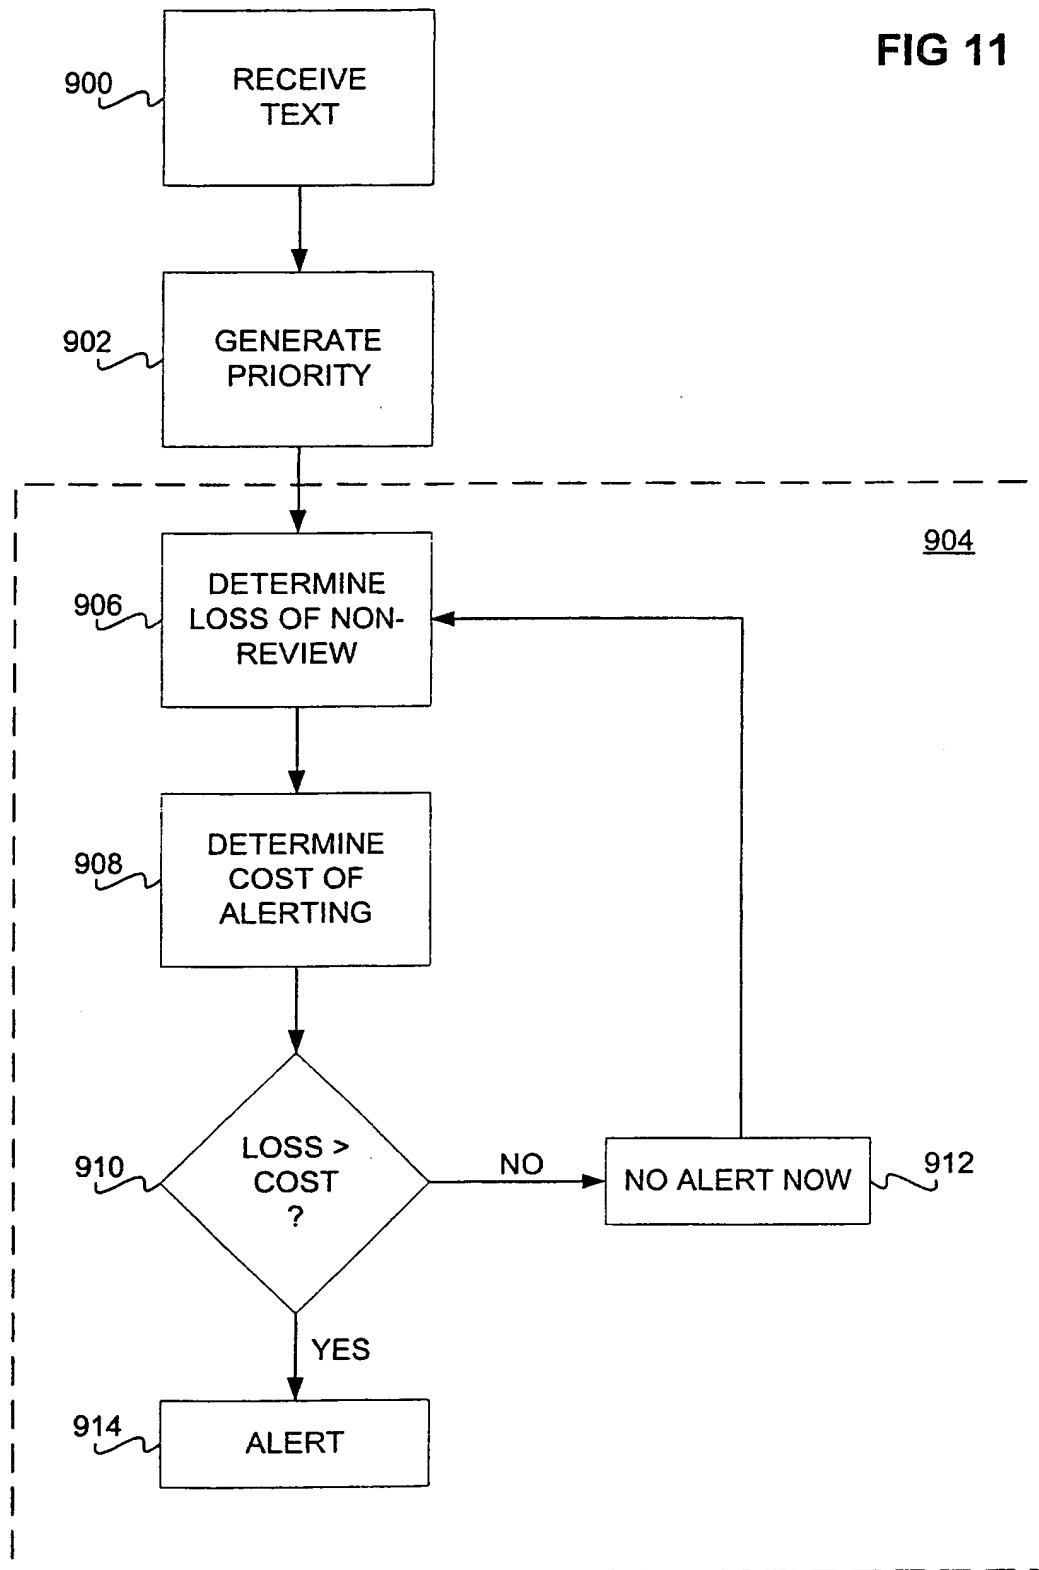 FIG 11
900
RECEIVE
TEXT
902
GENERATE
PRIORITY
904
906
DETERMINE
LOSS OF NON-
REVIEW
908
DETERMINE
COST OF
ALERTING
910
LOSS >
COST
?
NO
NO ALERT NOW
912
YES
914
ALERT